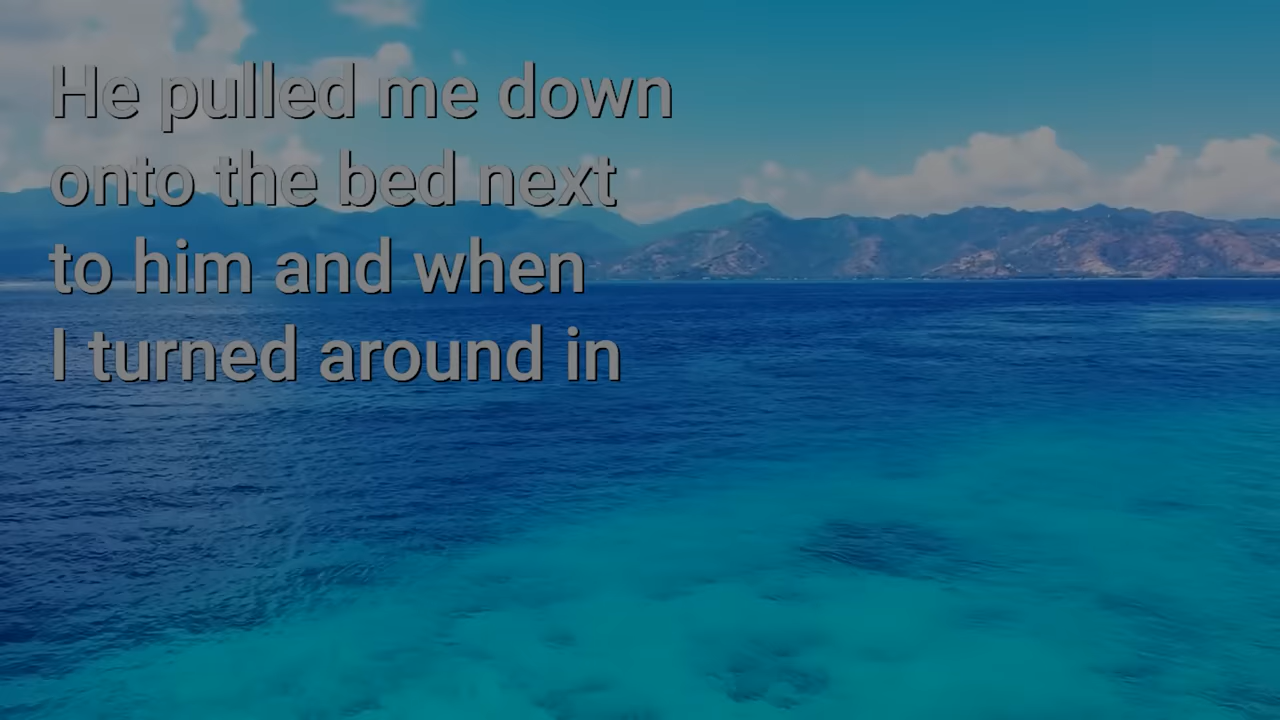 He pulled me down
onto the bed next
to him and when
I turned around in